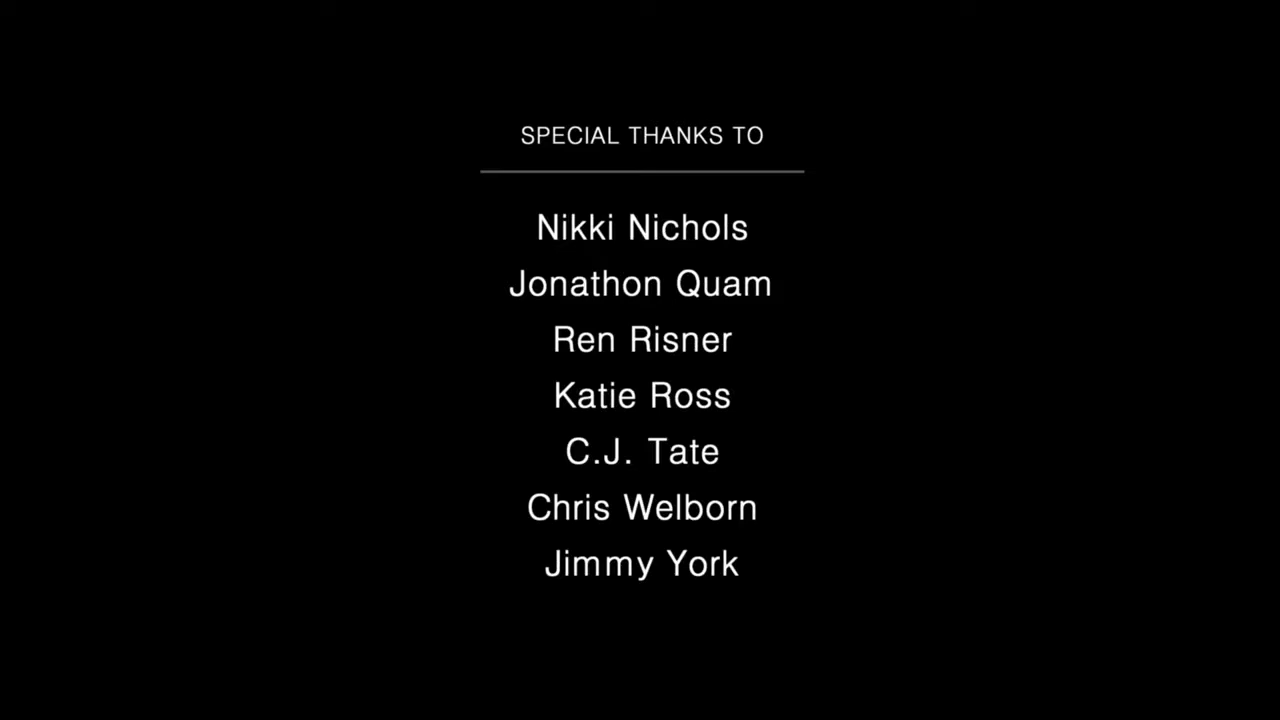 SPECIAL THANKS TO
Nikki Nichols
Jonathon Quam
Ren Risner
Katie Ross
C.J. Tate
Chris Welborn
Jimmy York